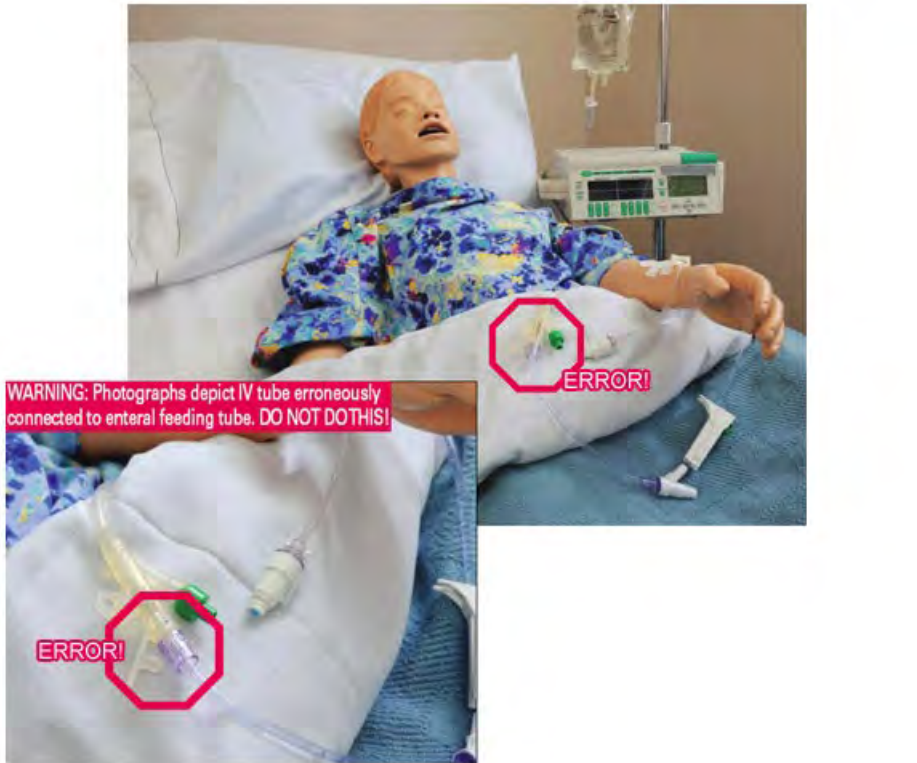 ERROR!
WARNING: Photographs depict IV tube erroneously
connected to enteral feeding tube. DO NOT DOTHIS!
ERROR!